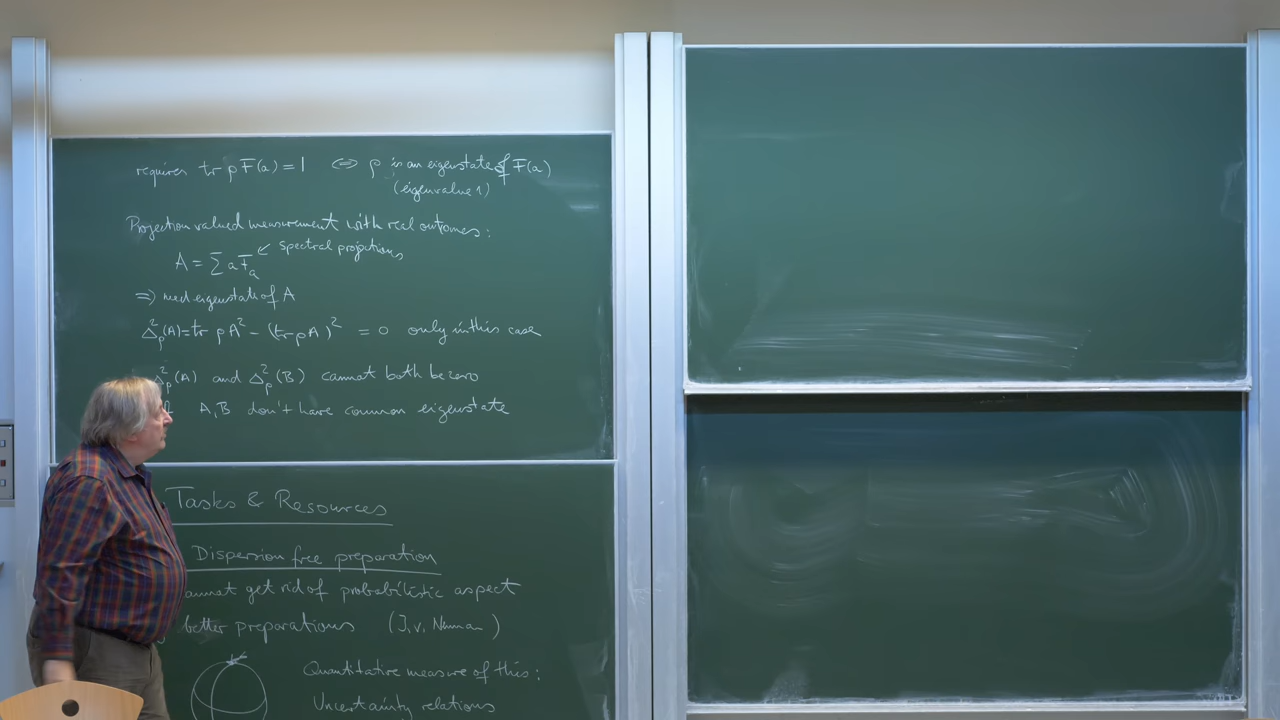 requires tr ρ F(a) = 1 ⇔ ρ is an eigenstate of F(a)
(eigenvalue 1)
Projection valued measurement with real outcomes:
A = ∑ a F_a ↙ spectral projections
⇒ need eigenstate of A
Δ²_ρ(A) = tr ρA² − (tr ρA)² = 0 only in this case
²_ρ(A) and Δ²_ρ(B) cannot both be zero
A,B don't have common eigenstate
Tasks & Resources
Dispersion free preparation
annot get rid of probabilistic aspect
better preparations (J. v. Neuman)
Quantitative measure of this:
Uncertainty relations